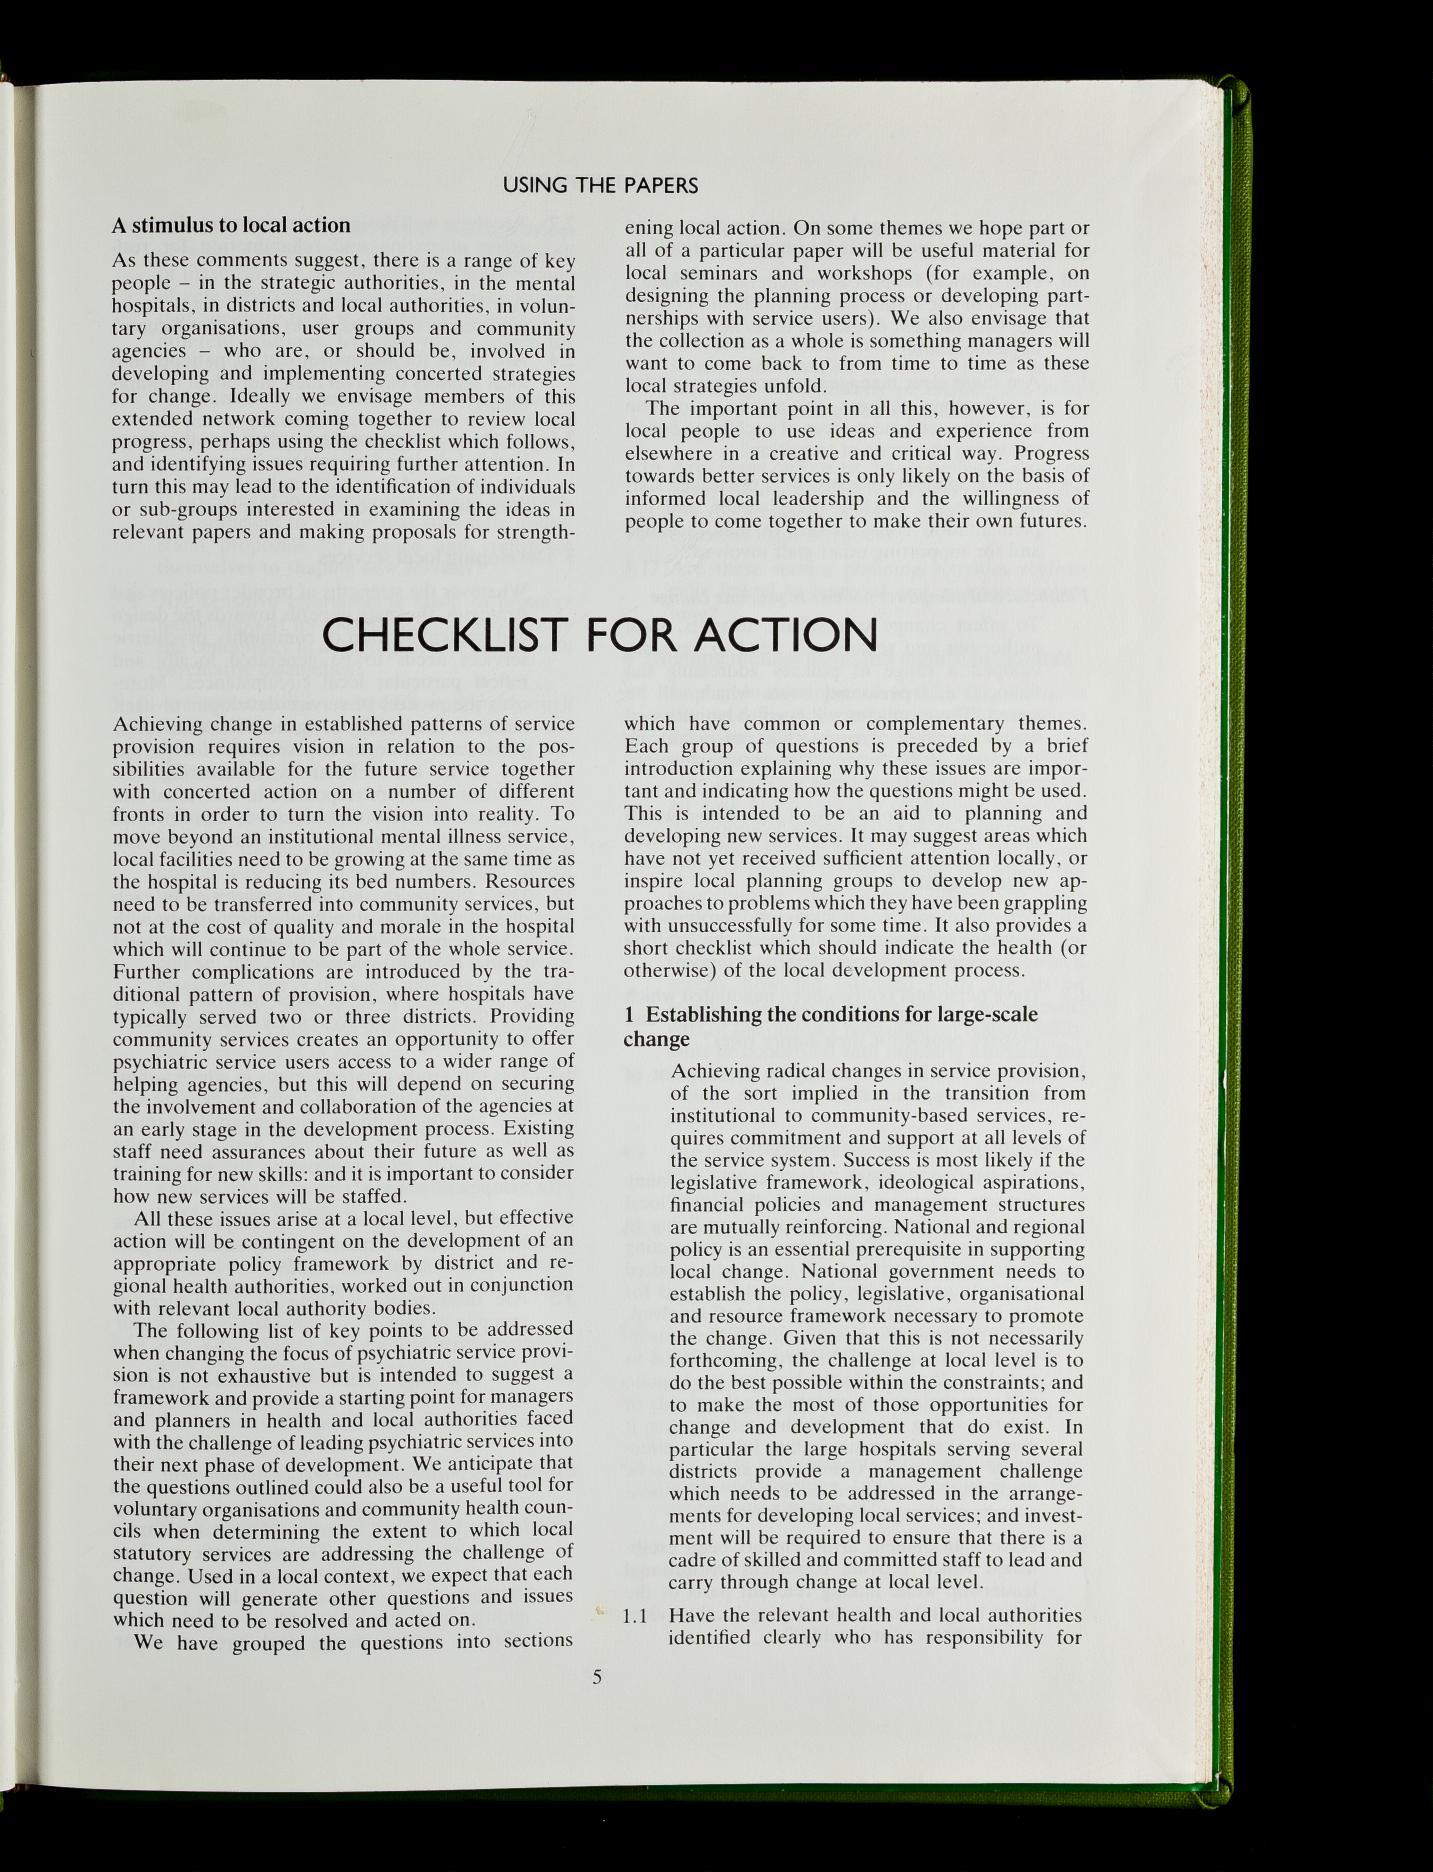 USING THE PAPERS
A stimulus to local action
As these comments suggest, there is a range of key
people – in the strategic authorities, in the mental
hospitals, in districts and local authorities, in volun-
tary organisations, user groups and community
agencies – who are, or should be, involved in
developing and implementing concerted strategies
for change. Ideally we envisage members of this
extended network coming together to review local
progress, perhaps using the checklist which follows,
and identifying issues requiring further attention. In
turn this may lead to the identification of individuals
or sub-groups interested in examining the ideas in
relevant papers and making proposals for strength-
ening local action. On some themes we hope part or
all of a particular paper will be useful material for
local seminars and workshops (for example, on
designing the planning process or developing part-
nerships with service users). We also envisage that
the collection as a whole is something managers will
want to come back to from time to time as these
local strategies unfold.
The important point in all this, however, is for
local people to use ideas and experience from
elsewhere in a creative and critical way. Progress
towards better services is only likely on the basis of
informed local leadership and the willingness of
people to come together to make their own futures.
CHECKLIST FOR ACTION
Achieving change in established patterns of service
provision requires vision in relation to the pos-
sibilities available for the future service together
with concerted action on a number of different
fronts in order to turn the vision into reality. To
move beyond an institutional mental illness service,
local facilities need to be growing at the same time as
the hospital is reducing its bed numbers. Resources
need to be transferred into community services, but
not at the cost of quality and morale in the hospital
which will continue to be part of the whole service.
Further complications are introduced by the tra-
ditional pattern of provision, where hospitals have
typically served two or three districts. Providing
community services creates an opportunity to offer
psychiatric service users access to a wider range of
helping agencies, but this will depend on securing
the involvement and collaboration of the agencies at
an early stage in the development process. Existing
staff need assurances about their future as well as
training for new skills: and it is important to consider
how new services will be staffed.
All these issues arise at a local level, but effective
action will be contingent on the development of an
appropriate policy framework by district and re-
gional health authorities, worked out in conjunction
with relevant local authority bodies.
The following list of key points to be addressed
when changing the focus of psychiatric service provi-
sion is not exhaustive but is intended to suggest a
framework and provide a starting point for managers
and planners in health and local authorities faced
with the challenge of leading psychiatric services into
their next phase of development. We anticipate that
the questions outlined could also be a useful tool for
voluntary organisations and community health coun-
cils when determining the extent to which local
statutory services are addressing the challenge of
change. Used in a local context, we expect that each
question will generate other questions and issues
which need to be resolved and acted on.
We have grouped the questions into sections
which have common or complementary themes.
Each group of questions is preceded by a brief
introduction explaining why these issues are impor-
tant and indicating how the questions might be used.
This is intended to be an aid to planning and
developing new services. It may suggest areas which
have not yet received sufficient attention locally, or
inspire local planning groups to develop new ap-
proaches to problems which they have been grappling
with unsuccessfully for some time. It also provides a
short checklist which should indicate the health (or
otherwise) of the local development process.
1 Establishing the conditions for large-scale
change
Achieving radical changes in service provision,
of the sort implied in the transition from
institutional to community-based services, re-
quires commitment and support at all levels of
the service system. Success is most likely if the
legislative framework, ideological aspirations,
financial policies and management structures
are mutually reinforcing. National and regional
policy is an essential prerequisite in supporting
local change. National government needs to
establish the policy, legislative, organisational
and resource framework necessary to promote
the change. Given that this is not necessarily
forthcoming, the challenge at local level is to
do the best possible within the constraints; and
to make the most of those opportunities for
change and development that do exist. In
particular the large hospitals serving several
districts provide a management challenge
which needs to be addressed in the arrange-
ments for developing local services; and invest-
ment will be required to ensure that there is a
cadre of skilled and committed staff to lead and
carry through change at local level.
1.1 Have the relevant health and local authorities
identified clearly who has responsibility for
5